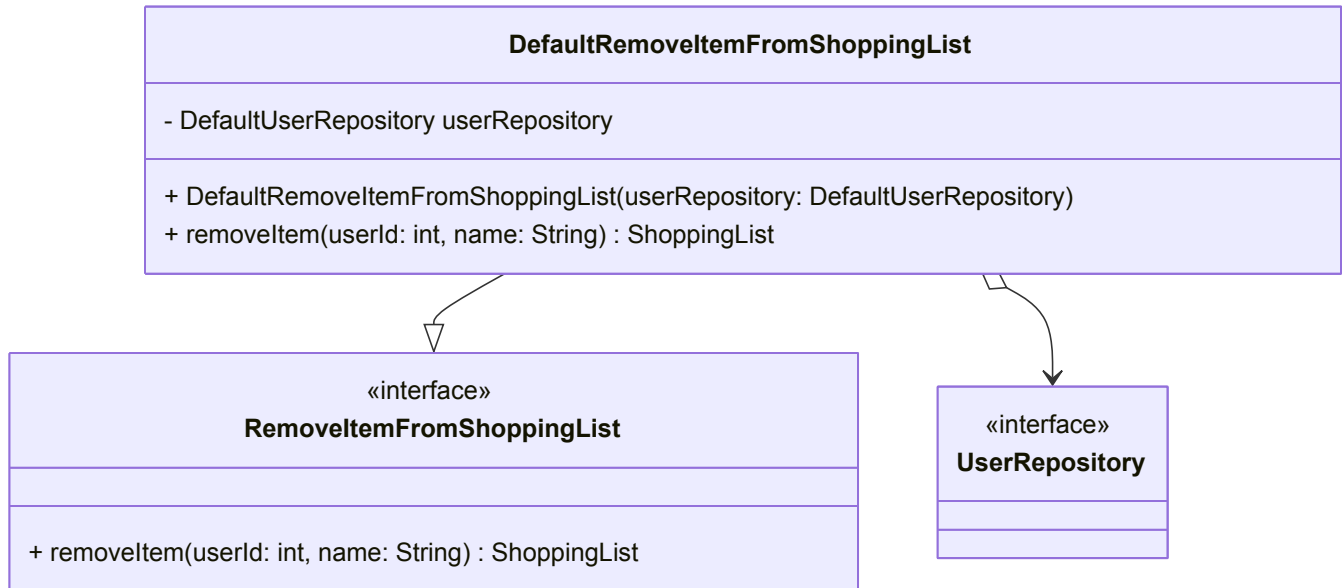 DefaultRemoveItemFromShoppingList
- DefaultUserRepository userRepository
+ DefaultRemoveItemFromShoppingList(userRepository: DefaultUserRepository)
+ removeItem(userId: int, name: String) : ShoppingList
«interface»
RemoveItemFromShoppingList
+ removeItem(userId: int, name: String) : ShoppingList
«interface»
UserRepository